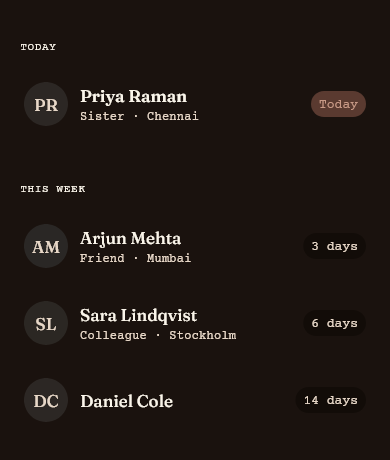 TODAY
PR
Priya Raman
Sister · Chennai
Today
THIS WEEK
AM
Arjun Mehta
Friend · Mumbai
3 days
SL
Sara Lindqvist
Colleague · Stockholm
6 days
DC
Daniel Cole
14 days